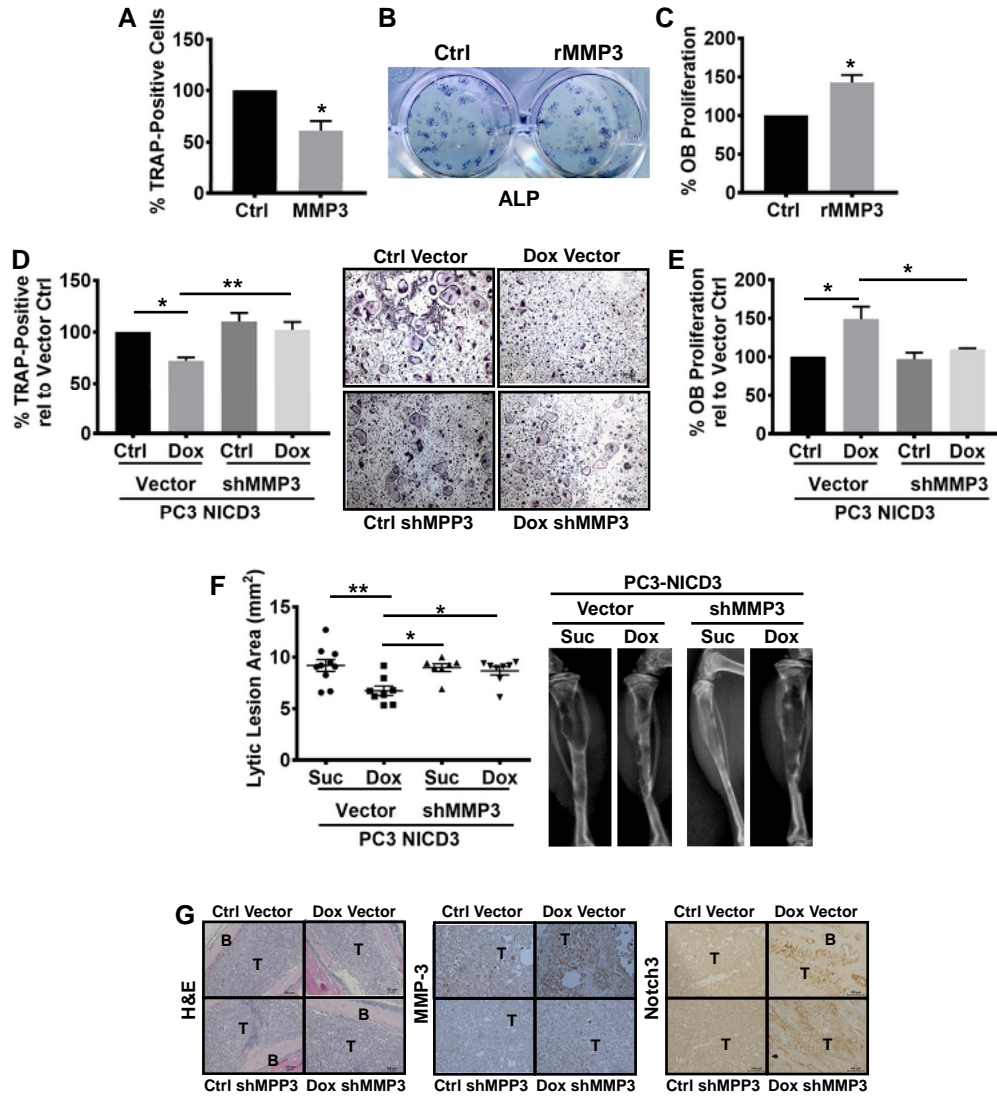 A
% TRAP-Positive Cells
150
100
50
0
Ctrl MMP3
*
B
Ctrl rMMP3
ALP
C
% OB Proliferation
200
150
100
50
0
Ctrl rMMP3
*
D
% TRAP-Positive
rel to Vector Ctrl
150
100
50
0
* **
Ctrl Dox Ctrl Dox
Vector shMMP3
PC3 NICD3
Ctrl Vector Dox Vector
Ctrl shMPP3 Dox shMMP3
E
% OB Proliferation
rel to Vector Ctrl
200
150
100
50
0
* *
Ctrl Dox Ctrl Dox
Vector shMMP3
PC3 NICD3
F
Lytic Lesion Area (mm²)
15
10
5
0
** * *
Suc Dox Suc Dox
Vector shMMP3
PC3 NICD3
PC3-NICD3
Vector shMMP3
Suc Dox Suc Dox
G
H&E
Ctrl Vector Dox Vector
B T T
T B B T
Ctrl shMPP3 Dox shMMP3
MMP-3
Ctrl Vector Dox Vector
T T
T T
Ctrl shMPP3 Dox shMMP3
Notch3
Ctrl Vector Dox Vector
T B T
T T
Ctrl shMPP3 Dox shMMP3